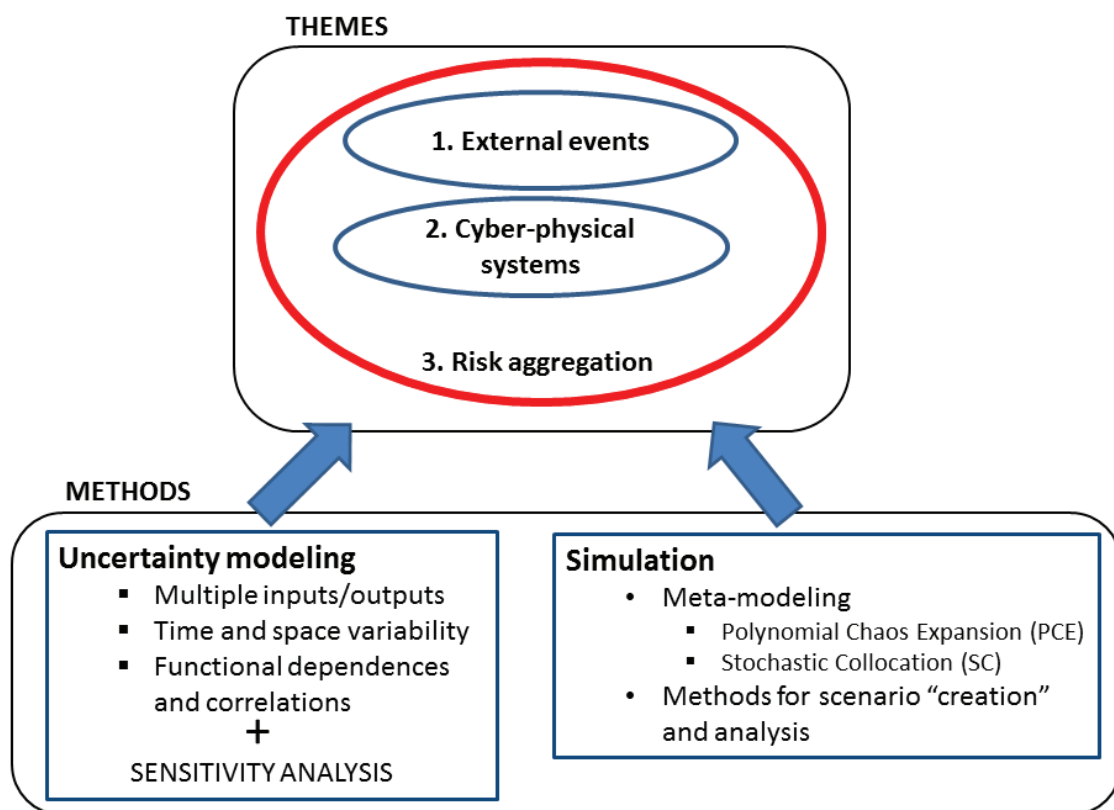 THEMES
1. External events
2. Cyber-physical
systems
3. Risk aggregation
METHODS
Uncertainty modeling
▪ Multiple inputs/outputs
▪ Time and space variability
▪ Functional dependences
and correlations
+
SENSITIVITY ANALYSIS
Simulation
• Meta-modeling
▪ Polynomial Chaos Expansion (PCE)
▪ Stochastic Collocation (SC)
• Methods for scenario “creation”
and analysis